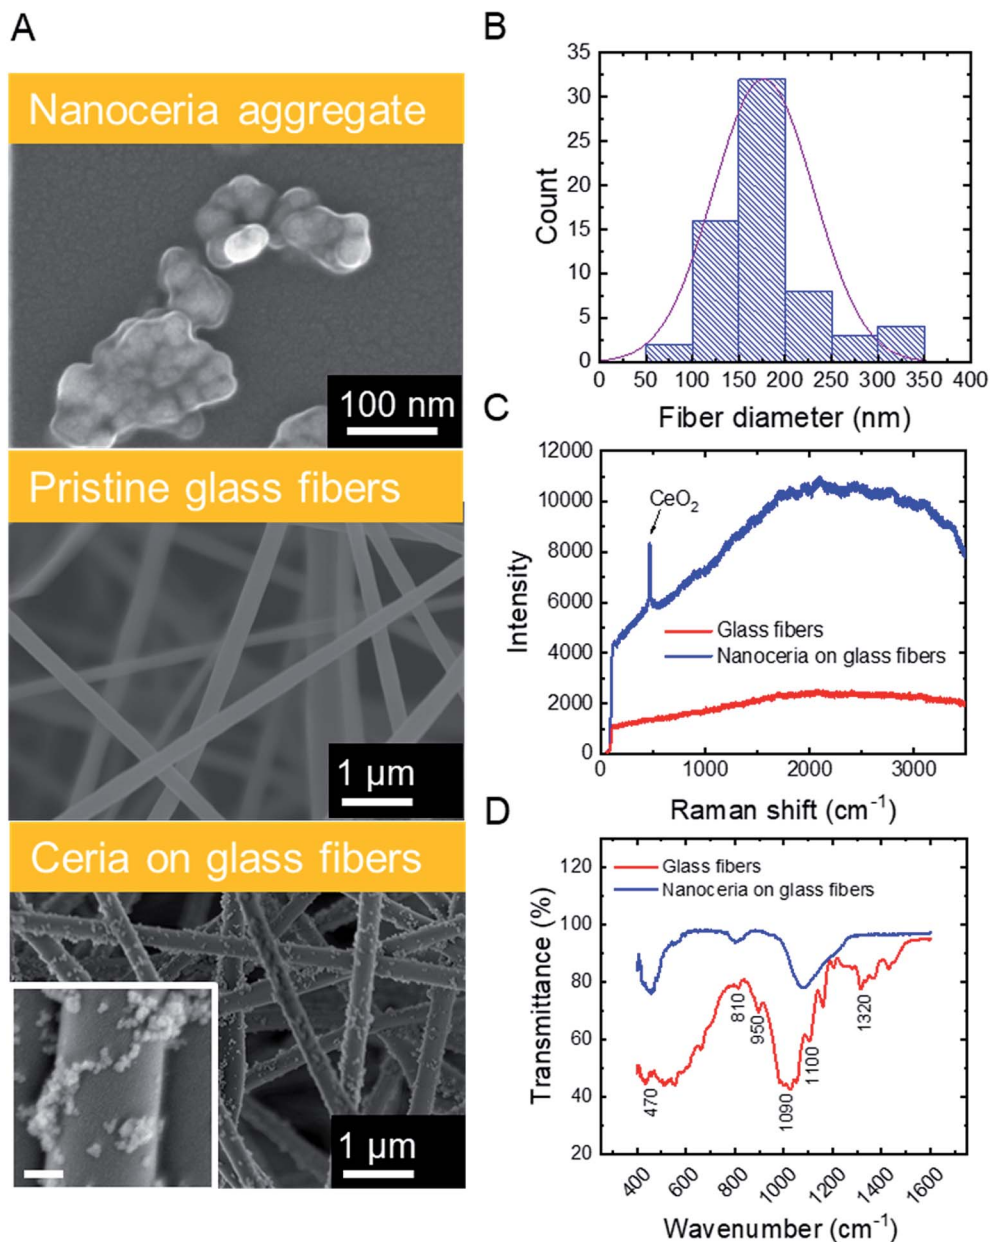 A
Nanoceria aggregate
100 nm
Pristine glass fibers
1 µm
Ceria on glass fibers
1 µm
B
35
30
25
20
15
10
5
0
Count
0 50 100 150 200 250 300 350 400
Fiber diameter (nm)
C
12000
10000
8000
6000
4000
2000
0
Intensity
CeO₂
Glass fibers
Nanoceria on glass fibers
0 1000 2000 3000
Raman shift (cm⁻¹)
D
120
100
80
60
40
20
Transmittance (%)
Glass fibers
Nanoceria on glass fibers
470
810
950
1090
1100
1320
400 600 800 1000 1200 1400 1600
Wavenumber (cm⁻¹)